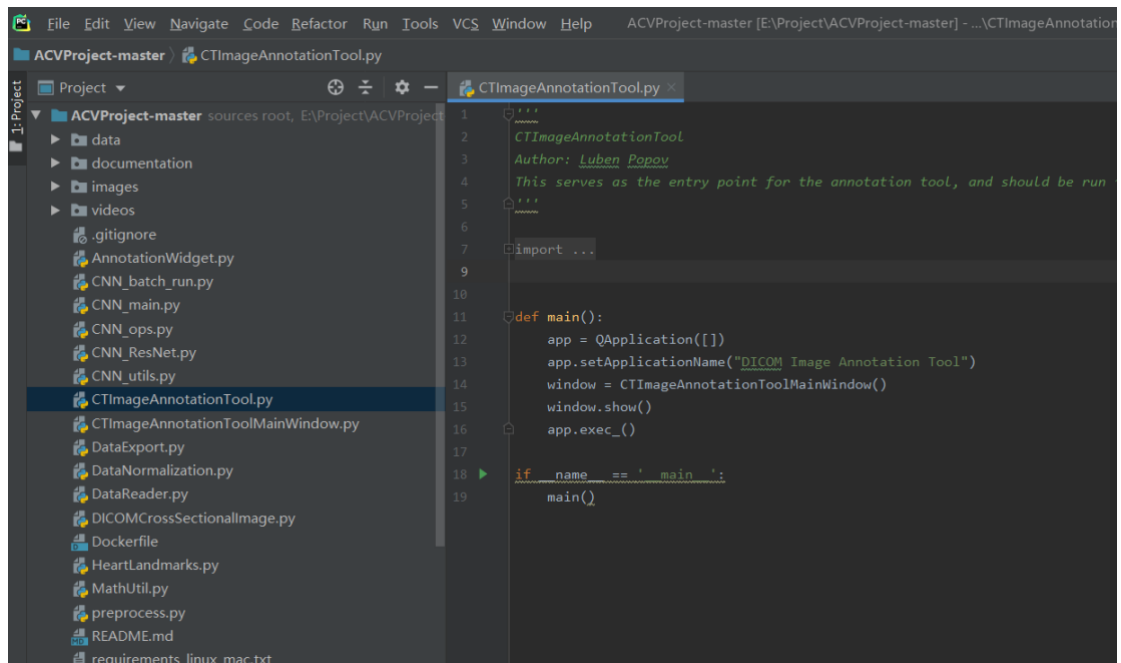 PC File Edit View Navigate Code Refactor Run Tools VCS Window Help ACVProject-master [E:\Project\ACVProject-master] - ...\CTImageAnnotation
ACVProject-master CTImageAnnotationTool.py
1: Project
Project
ACVProject-master sources root, E:\Project\ACVProject
data
documentation
images
videos
.gitignore
AnnotationWidget.py
CNN_batch_run.py
CNN_main.py
CNN_ops.py
CNN_ResNet.py
CNN_utils.py
CTImageAnnotationTool.py
CTImageAnnotationToolMainWindow.py
DataExport.py
DataNormalization.py
DataReader.py
DICOMCrossSectionalImage.py
Dockerfile
HeartLandmarks.py
MathUtil.py
preprocess.py
README.md
requirements_linux_mac.txt
CTImageAnnotationTool.py
1 '''
2 CTImageAnnotationTool
3 Author: Luben Popov
4 This serves as the entry point for the annotation tool, and should be run
5 '''
6
7 import ...
9
10
11 def main():
12 app = QApplication([])
13 app.setApplicationName("DICOM Image Annotation Tool")
14 window = CTImageAnnotationToolMainWindow()
15 window.show()
16 app.exec_()
17
18 if __name__ == '__main__':
19 main()